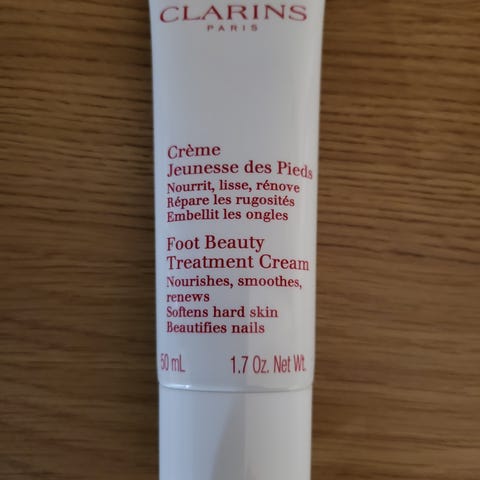 CLARINS
PARIS
Crème
Jeunesse des Pieds
Nourrit, lisse, rénove
Répare les rugosités
Embellit les ongles
Foot Beauty
Treatment Cream
Nourishes, smoothes,
renews
Softens hard skin
Beautifies nails
50 mL 1.7 Oz. Net Wt.